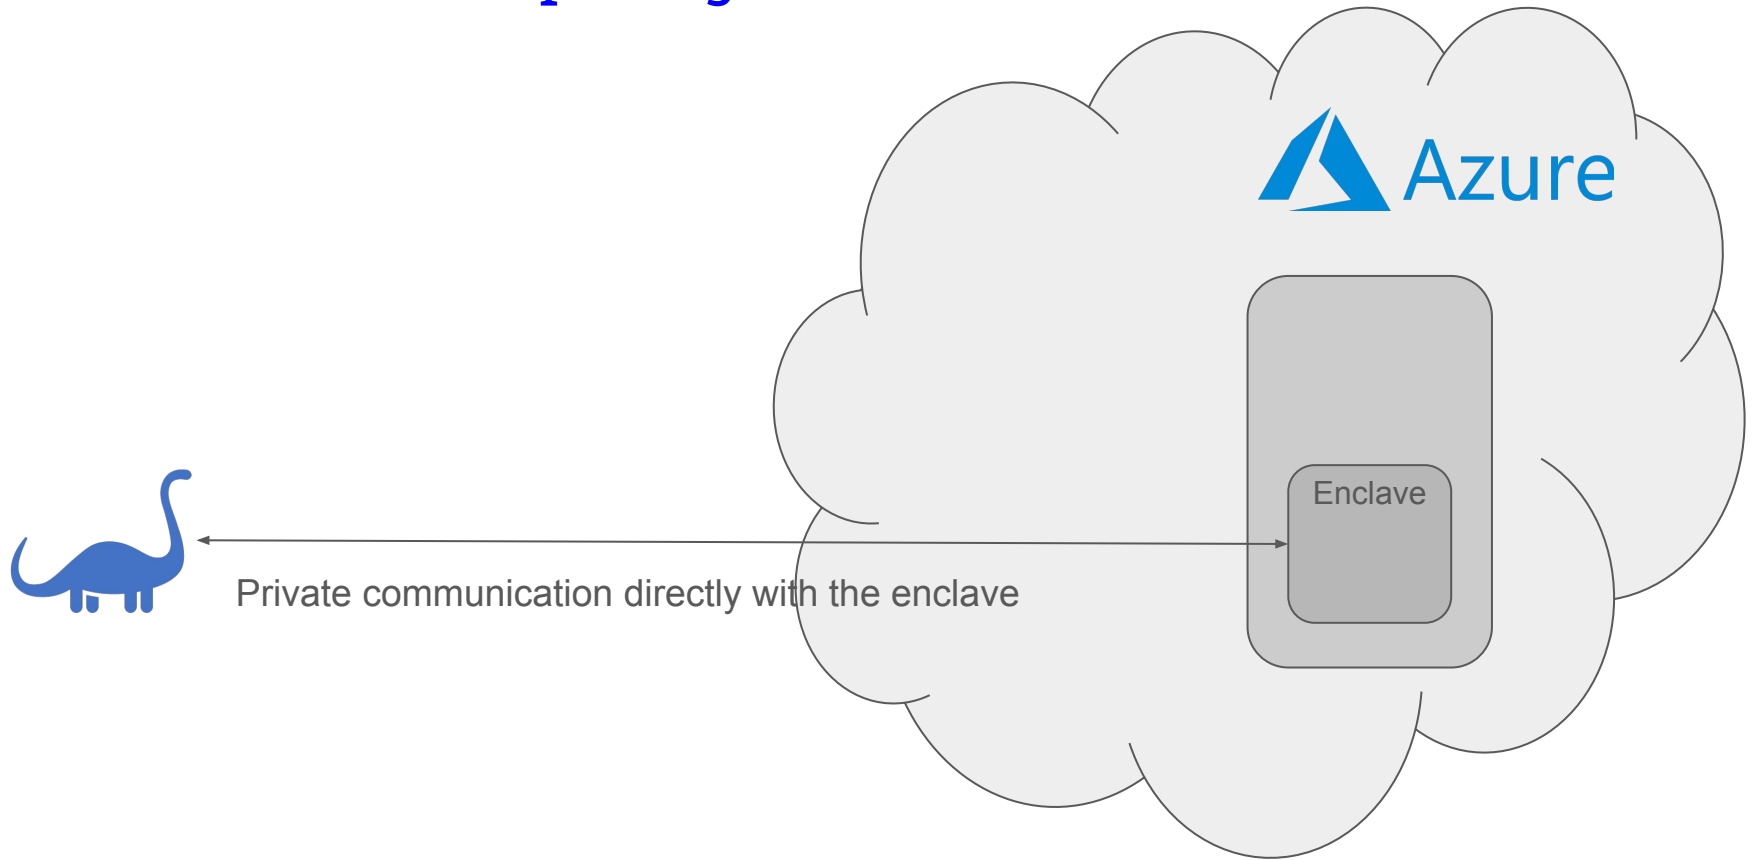 Azure
Enclave
Private communication directly with the enclave